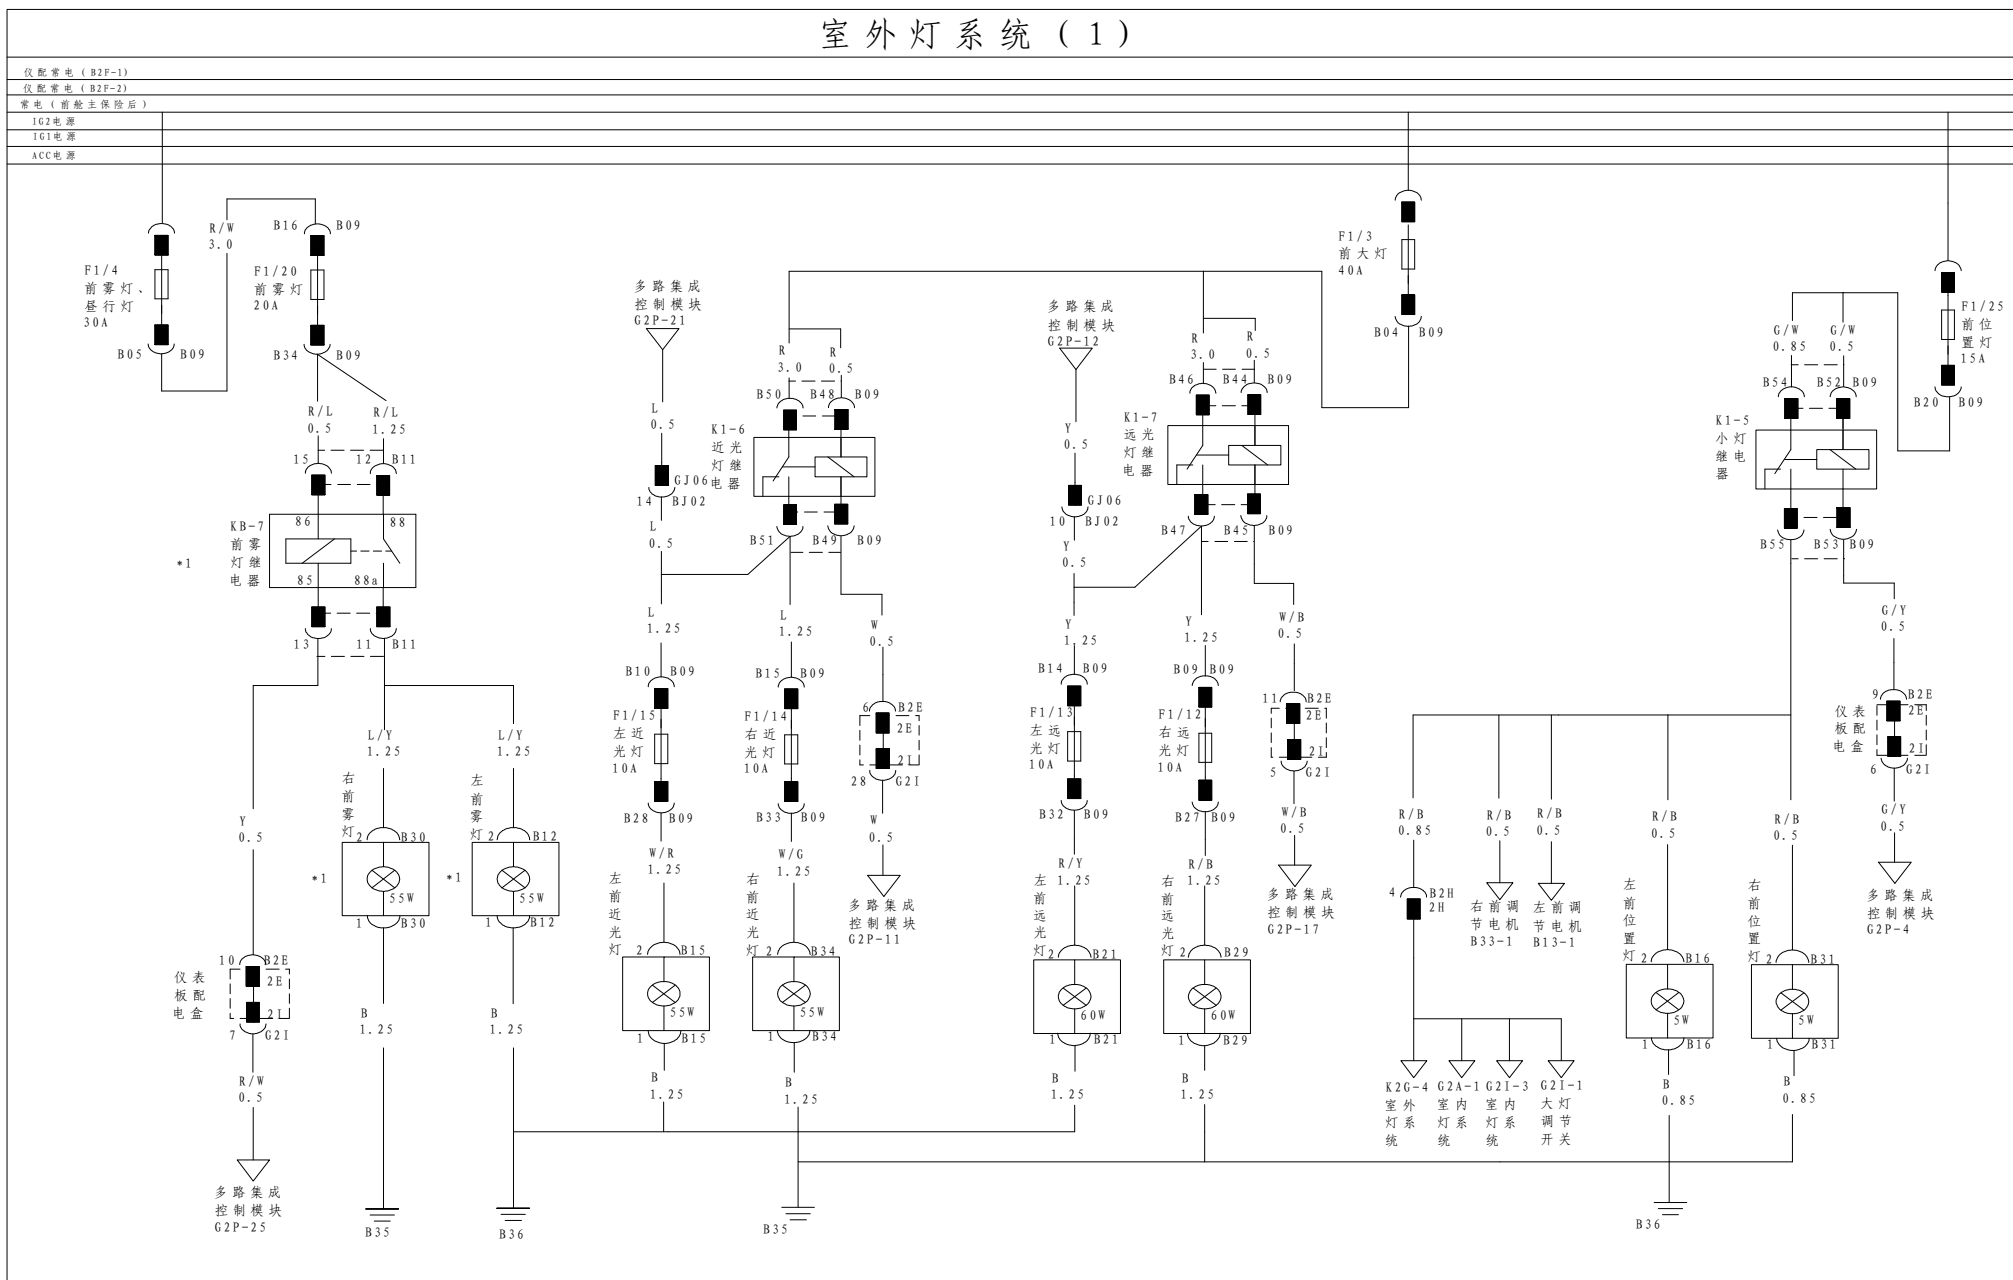 室外灯系统(1)
仪配常电(B2F-1)
仪配常电(B2F-2)
常电(前舱主保险后)
IG2电源
IG1电源
ACC电源
F1/4
前雾灯、
昼行灯
30A
B05 B09
R/W
3.0
B16 B09
F1/20
前雾灯
20A
B34 B09
R/L
0.5
R/L
1.25
15 12 B11
86 88
KB-7
前雾
灯继
电器
*1
85 88a
13 11 B11
L/Y
1.25
L/Y
1.25
右前雾灯
左前雾灯
2 B30
2 B12
*1
55W
*1
55W
1 B30
1 B12
Y
0.5
10 B2E
仪表
板配
电盒
2E
2I
7 G2I
R/W
0.5
多路集成
控制模块
G2P-25
B
1.25
B
1.25
B35
B36
多路集成
控制模块
G2P-21
L
0.5
GJ06
14 BJ02
L
0.5
R
3.0
R
0.5
B50 B48 B09
K1-6
近光
灯继
电器
B51 B49 B09
L
1.25
L
1.25
W
0.5
B10 B09
B15 B09
F1/15
左近
光灯
10A
F1/14
右近
光灯
10A
6 B2E
2E
2I
28 G2I
B28 B09
B33 B09
W
0.5
W/R
1.25
W/G
1.25
多路集成
控制模块
G2P-11
左前近光灯
右前近光灯
2 B15
2 B34
55W
55W
1 B15
1 B34
B
1.25
B
1.25
B35
多路集成
控制模块
G2P-12
Y
0.5
GJ06
10 BJ02
Y
0.5
R
3.0
R
0.5
B46 B44 B09
K1-7
远光
灯继
电器
B47 B45 B09
F1/3
前大灯
40A
B04 B09
Y
1.25
Y
1.25
W/B
0.5
B14 B09
B09 B09
F1/13
左远
光灯
10A
F1/12
右远
光灯
10A
11 B2E
2E
2I
5 G2I
B32 B09
B27 B09
W/B
0.5
R/Y
1.25
R/B
1.25
多路集成
控制模块
G2P-17
左前远光灯
右前远光灯
2 B21
2 B29
60W
60W
1 B21
1 B29
B
1.25
B
1.25
F1/25
前位
置灯
15A
B20 B09
G/W
0.85
G/W
0.5
B54 B52 B09
K1-5
小灯
继电
器
B55 B53 B09
G/Y
0.5
9 B2E
仪表
板配
电盒
2E
2I
6 G2I
G/Y
0.5
多路集成
控制模块
G2P-4
R/B
0.85
R/B
0.5
R/B
0.5
R/B
0.5
R/B
0.5
4 B2H
2H
右前调
节电机
B33-1
左前调
节电机
B13-1
左前位置灯
右前位置灯
2 B16
2 B31
5W
5W
1 B16
1 B31
K2G-4
室外
灯系
统
G2A-1
室内
灯系
统
G2I-3
室内
灯系
统
G2I-1
大灯
调节
开关
B
0.85
B
0.85
B36